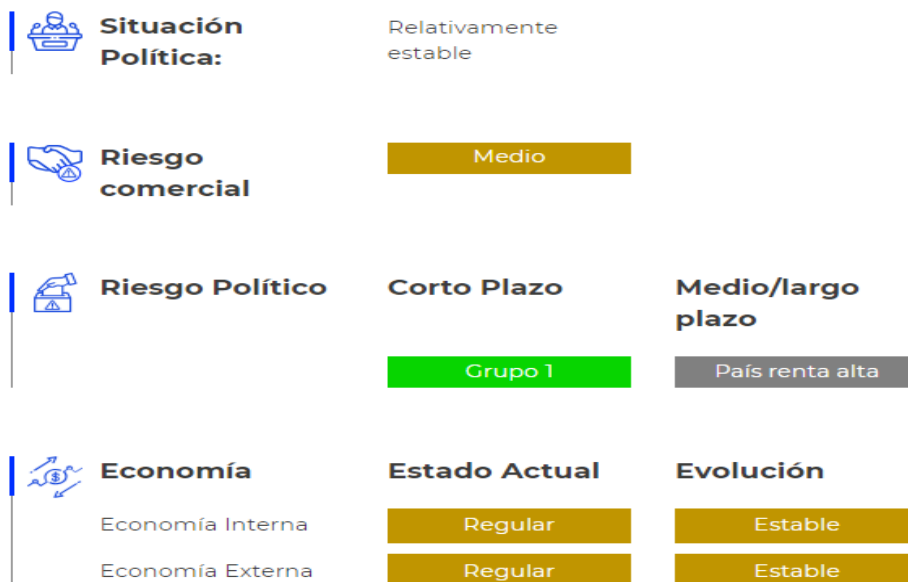 Situación
Política:
Relativamente
estable
Riesgo
comercial
Medio
Riesgo Político
Corto Plazo
Medio/largo
plazo
Grupo 1
País renta alta
Economía
Estado Actual
Evolución
Economía Interna
Regular
Estable
Economía Externa
Regular
Estable